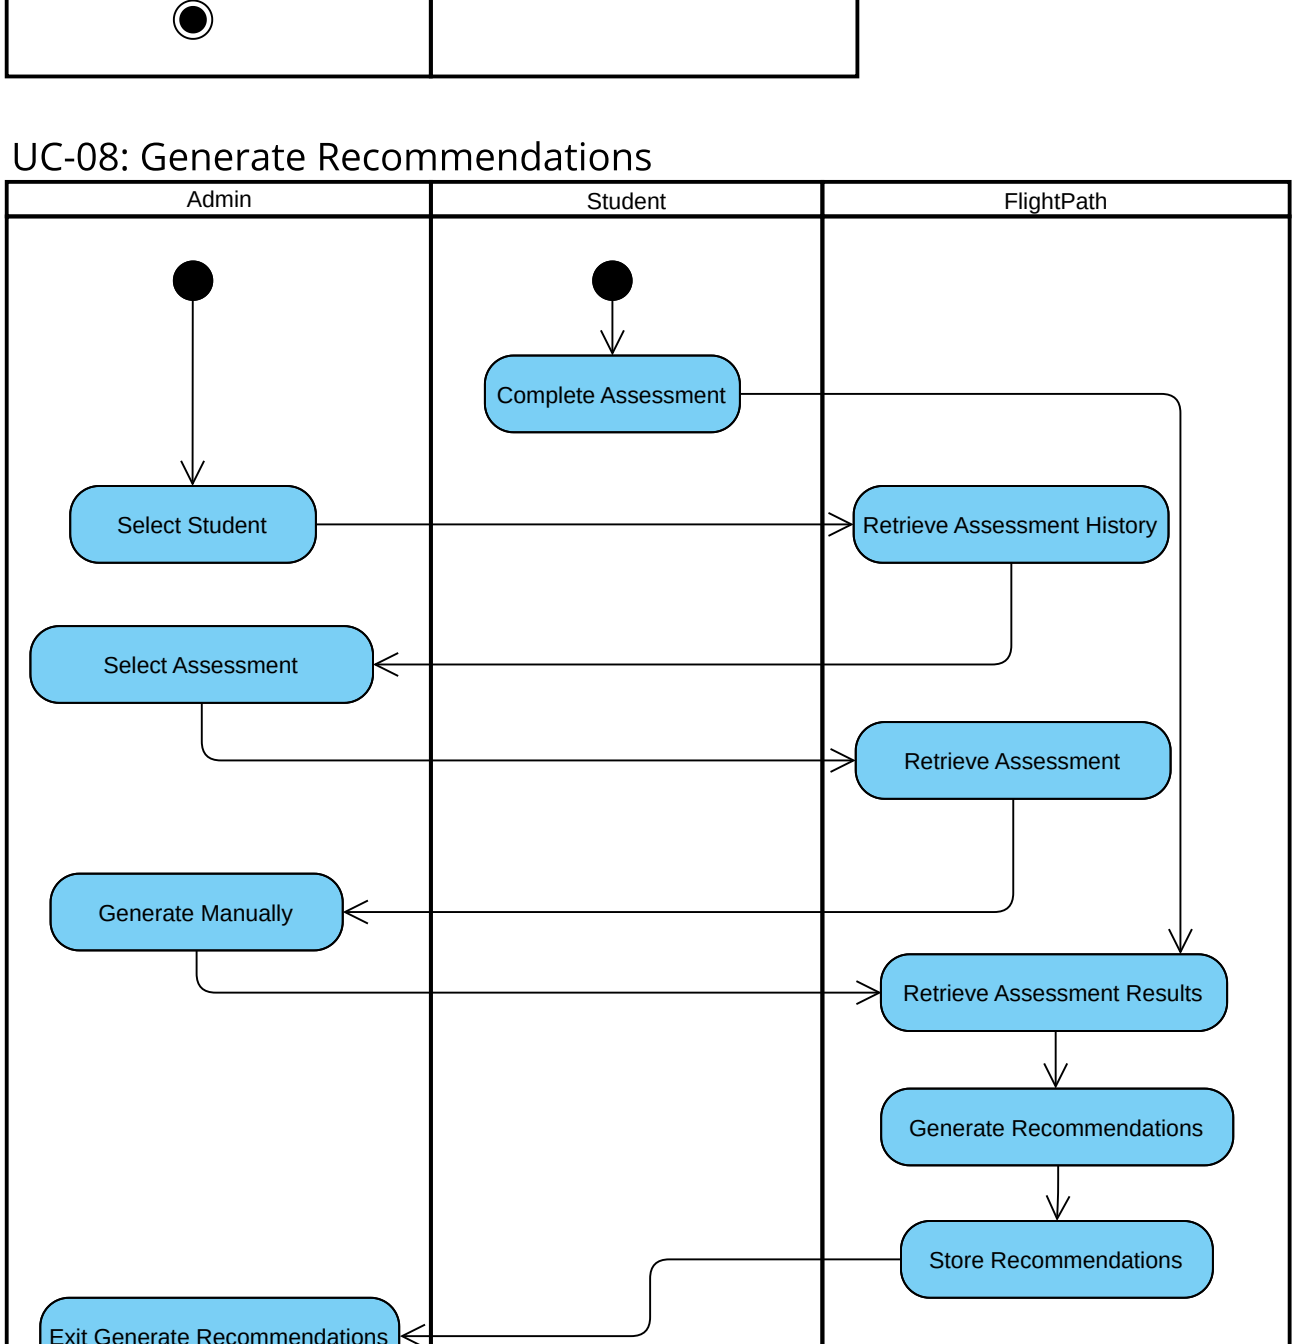 UC-08: Generate Recommendations
Admin
Student
FlightPath
Complete Assessment
Select Student
Retrieve Assessment History
Select Assessment
Retrieve Assessment
Generate Manually
Retrieve Assessment Results
Generate Recommendations
Store Recommendations
Exit Generate Recommendations